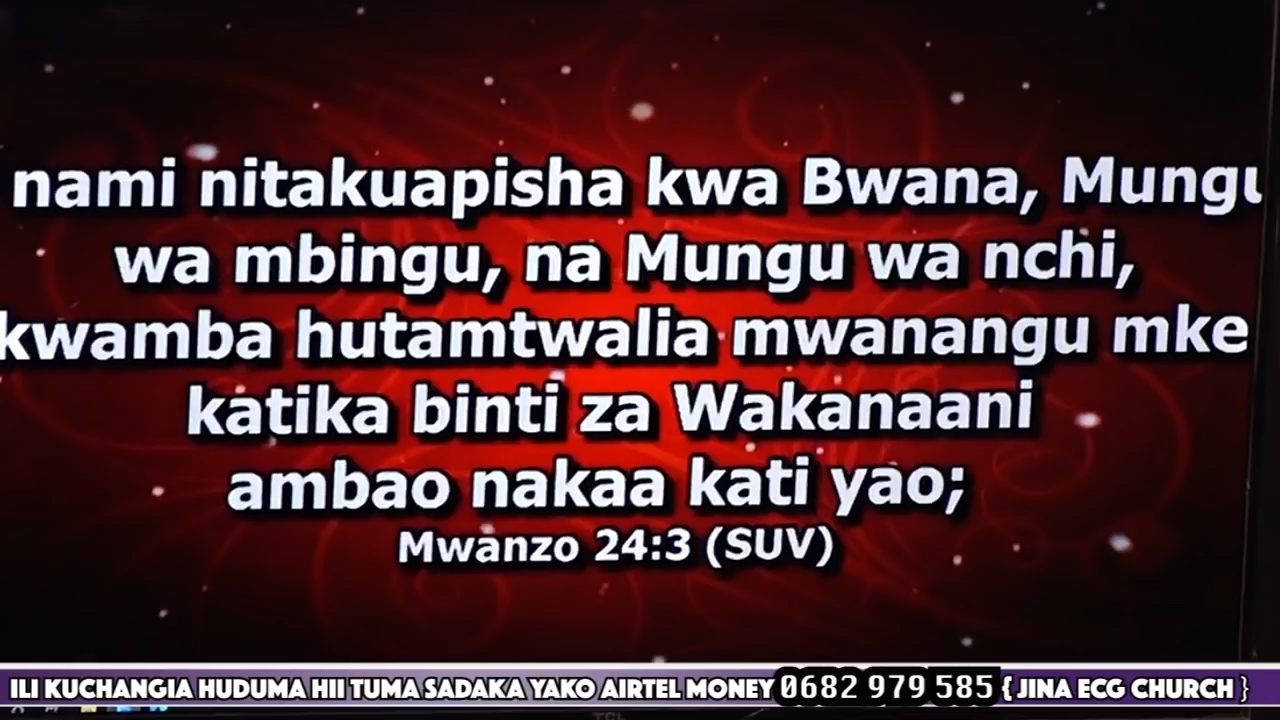 nami nitakuapisha kwa Bwana, Mungu
wa mbingu, na Mungu wa nchi,
kwamba hutamtwalia mwanangu mke
katika binti za Wakanaani
ambao nakaa kati yao;
Mwanzo 24:3 (SUV)
ILI KUCHANGIA HUDUMA HII TUMA SADAKA YAKO AIRTEL MONEY 0682 979 585 { JINA ECG CHURCH }
TCL